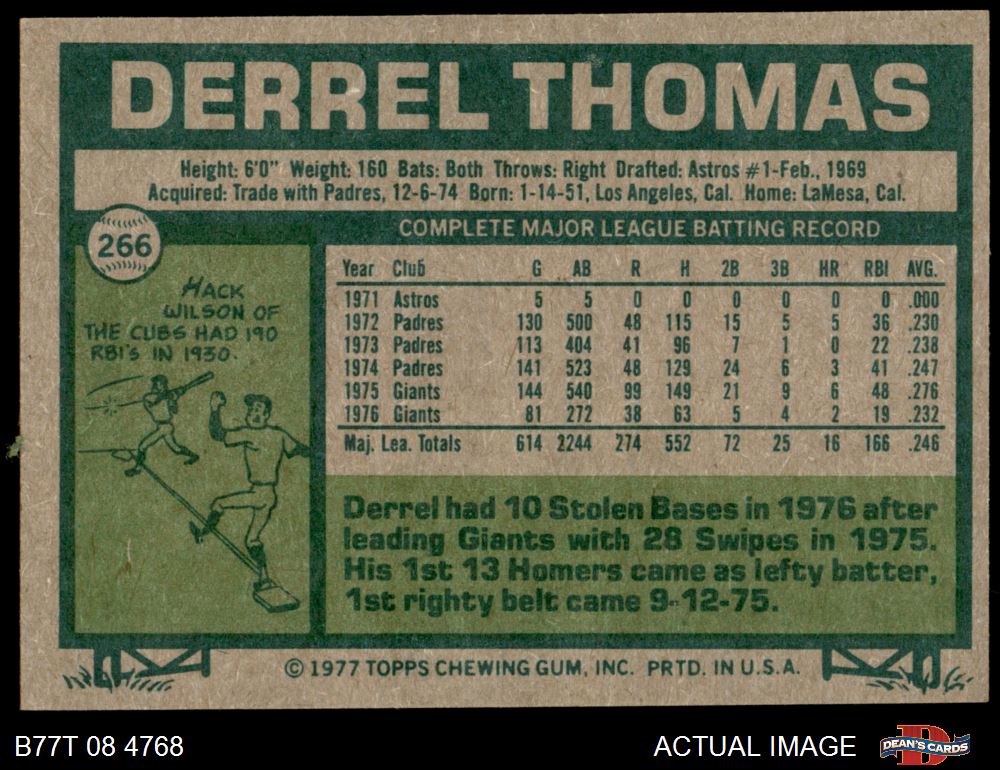 DERREL THOMAS
Height: 6'0" Weight: 160 Bats: Both Throws: Right Drafted: Astros #1-Feb., 1969
Acquired: Trade with Padres, 12-6-74 Born: 1-14-51, Los Angeles, Cal. Home: LaMesa, Cal.
266
HACK
WILSON OF
THE CUBS HAD 190
RBI'S IN 1930.
COMPLETE MAJOR LEAGUE BATTING RECORD
Year Club G AB R H 2B 3B HR RBI AVG.
1971 Astros 5 5 0 0 0 0 0 0 .000
1972 Padres 130 500 48 115 15 5 5 36 .230
1973 Padres 113 404 41 96 7 1 0 22 .238
1974 Padres 141 523 48 129 24 6 3 41 .247
1975 Giants 144 540 99 149 21 9 6 48 .276
1976 Giants 81 272 38 63 5 4 2 19 .232
Maj. Lea. Totals 614 2244 274 552 72 25 16 166 .246
Derrel had 10 Stolen Bases in 1976 after
leading Giants with 28 Swipes in 1975.
His 1st 13 Homers came as lefty batter,
1st righty belt came 9-12-75.
© 1977 TOPPS CHEWING GUM, INC. PRTD. IN U.S.A.
B77T 08 4768
ACTUAL IMAGE
DEAN'S CARDS